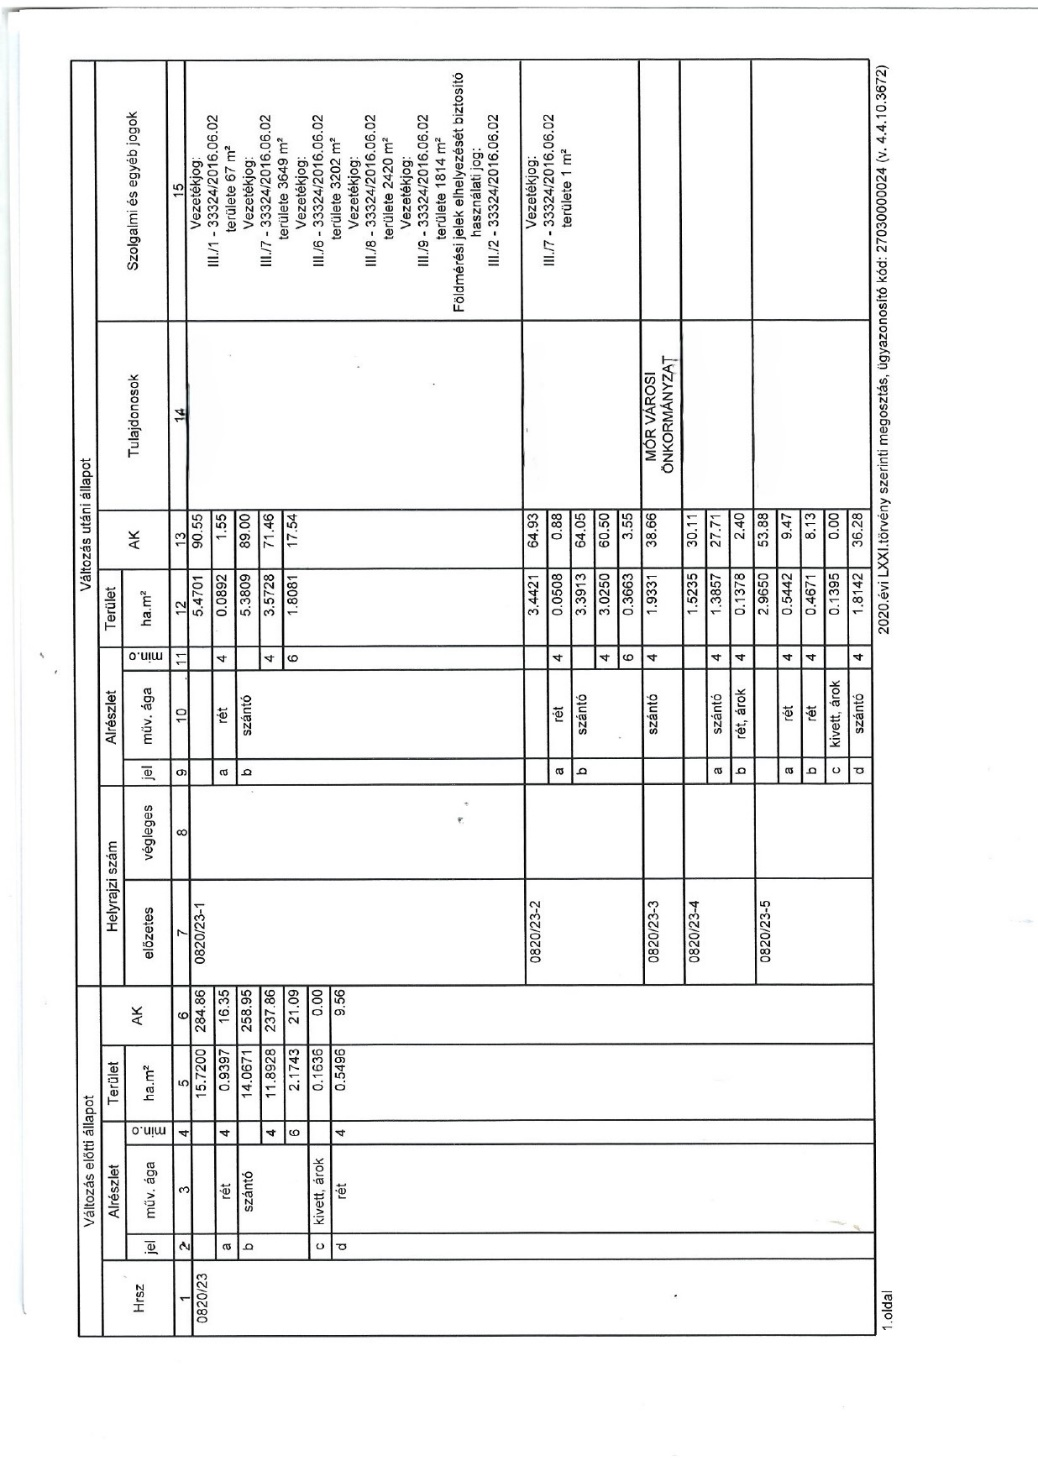 Változás előtti állapot Változás utáni állapot
Hrsz Alrészlet Terület AK Helyrajzi szám Alrészlet Terület AK Tulajdonosok Szolgalmi és egyéb jogok
jel műv. ága min.o ha.m² előzetes végleges jel műv. ága min.o ha.m²
1 2 3 4 5 6 7 8 9 10 11 12 13 14 15
0820/23 15.7200 284.86 0820/23-1 5.4701 90.55 Vezetékjog:
III./1 - 33324/2016.06.02
a rét 4 0.9397 16.35 a rét 4 0.0892 1.55 területe 67 m²
b szántó 14.0671 258.95 b szántó 5.3809 89.00 Vezetékjog:
4 11.8928 237.86 4 3.5728 71.46 III./7 - 33324/2016.06.02
területe 3649 m²
6 2.1743 21.09 6 1.8081 17.54 Vezetékjog:
c kivett, árok 0.1636 0.00 III./6 - 33324/2016.06.02
területe 3202 m²
d rét 4 0.5496 9.56 Vezetékjog:
III./8 - 33324/2016.06.02
területe 2420 m²
Vezetékjog:
III./9 - 33324/2016.06.02
területe 1814 m²
Földmérési jelek elhelyezését biztosító
használati jog:
III./2 - 33324/2016.06.02
0820/23-2 3.4421 64.93 Vezetékjog:
III./7 - 33324/2016.06.02
a rét 4 0.0508 0.88 területe 1 m²
b szántó 3.3913 64.05
4 3.0250 60.50
6 0.3663 3.55
0820/23-3 szántó 4 1.9331 38.66 MÓR VÁROSI
ÖNKORMÁNYZAT
0820/23-4 1.5235 30.11
a szántó 4 1.3857 27.71
b rét, árok 4 0.1378 2.40
0820/23-5 2.9650 53.88
a rét 4 0.5442 9.47
b rét 4 0.4671 8.13
c kivett, árok 0.1395 0.00
d szántó 4 1.8142 36.28
1.oldal 2020.évi LXXI.törvény szerinti megosztás, ügyazonosító kód: 270300000024 (v. 4.4.10.3672)